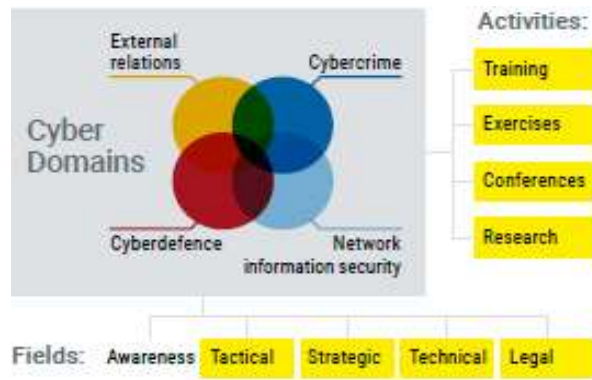 External
relations
Cybercrime
Cyber
Domains
Cyberdefence
Network
information security
Activities:
Training
Exercises
Conferences
Research
Fields: Awareness Tactical Strategic Technical Legal